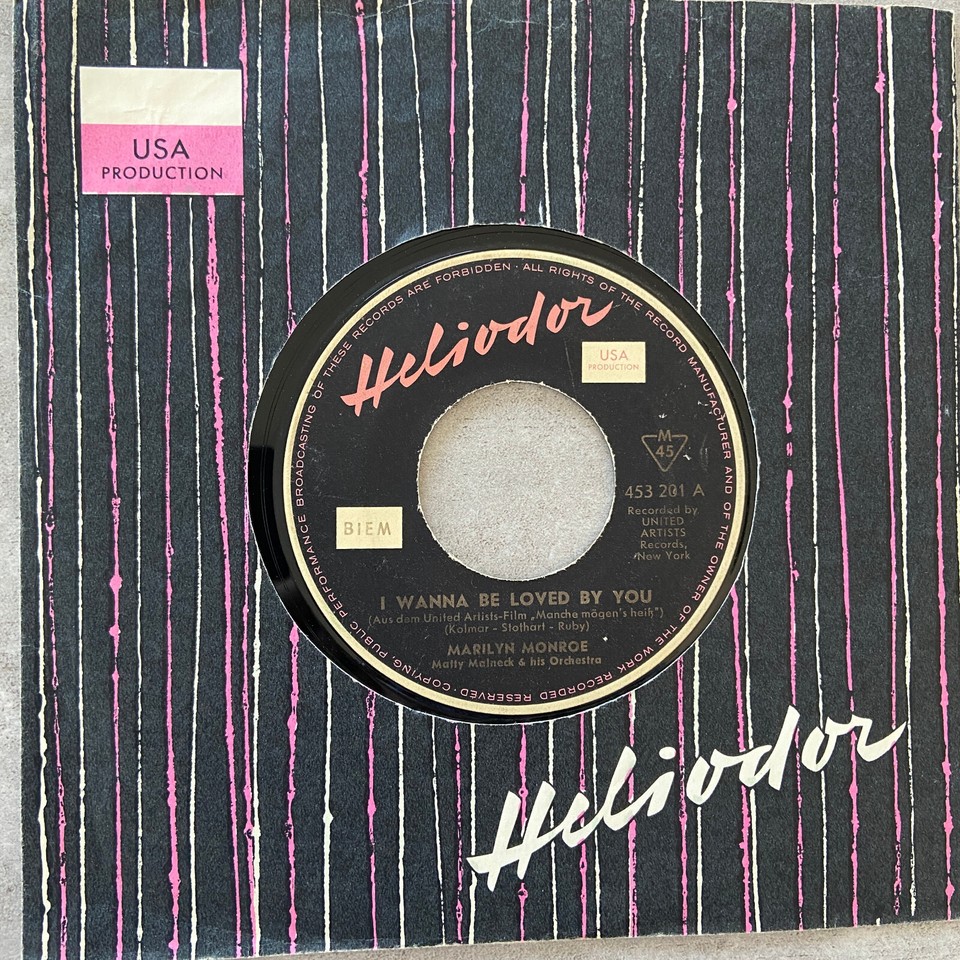 USA
PRODUCTION
COPYING PUBLIC PERFORMANCE BROADCASTING OF THESE RECORDS ARE FORBIDDEN · ALL RIGHTS OF THE RECORD MANUFACTURER AND OF THE OWNER OF THE WORK RECORDED RESERVED ·
Heliodor
USA
PRODUCTION
M
45
453 201 A
Recorded by
UNITED
ARTISTS
Records,
New York
BIEM
I WANNA BE LOVED BY YOU
(Aus dem United Artists-Film „Manche mögen's heiß")
(Kalmar - Stothart - Ruby)
MARILYN MONROE
Matty Malneck & his Orchestra
Heliodor